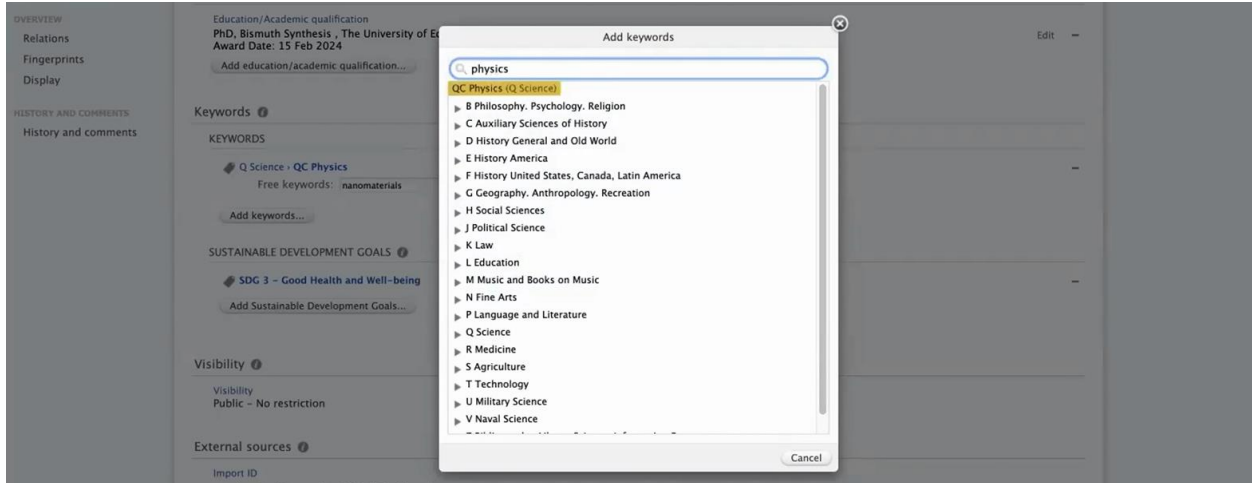 OVERVIEW
Relations
Fingerprints
Display
HISTORY AND COMMENTS
History and comments
Education/Academic qualification
PhD, Bismuth Synthesis , The University of
Award Date: 15 Feb 2024
Edit
Add education/academic qualification...
Keywords
KEYWORDS
Q Science › QC Physics
Free keywords: nanomaterials
Add keywords...
SUSTAINABLE DEVELOPMENT GOALS
SDG 3 – Good Health and Well-being
Add Sustainable Development Goals...
Visibility
Visibility
Public – No restriction
External sources
Import ID
Add keywords
physics
QC Physics (Q Science)
B Philosophy. Psychology. Religion
C Auxiliary Sciences of History
D History General and Old World
E History America
F History United States, Canada, Latin America
G Geography. Anthropology. Recreation
H Social Sciences
J Political Science
K Law
L Education
M Music and Books on Music
N Fine Arts
P Language and Literature
Q Science
R Medicine
S Agriculture
T Technology
U Military Science
V Naval Science
Cancel